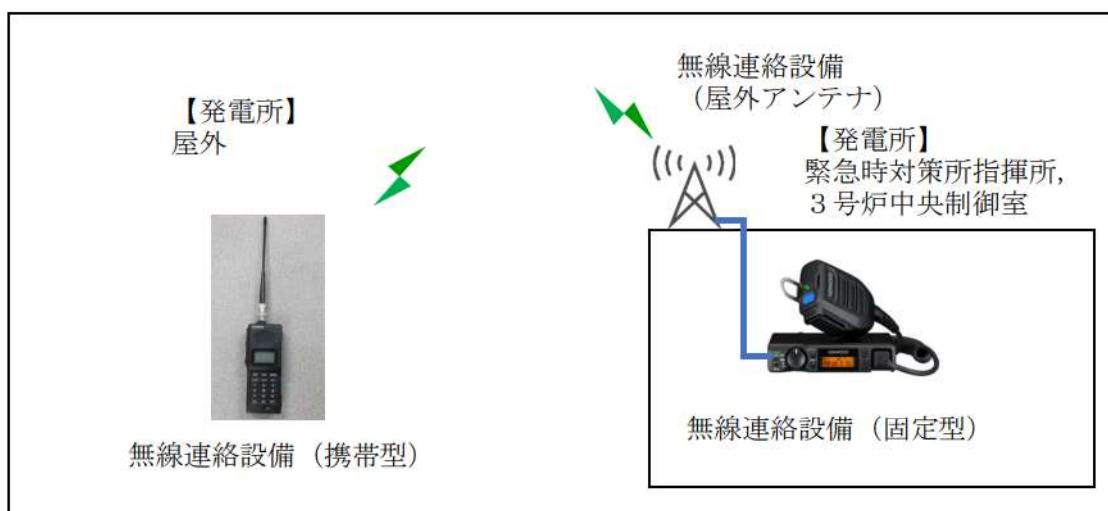 【発電所】
屋外
無線連絡設備（携帯型）
無線連絡設備
（屋外アンテナ）
【発電所】
緊急時対策所指揮所，
３号炉中央制御室
無線連絡設備（固定型）